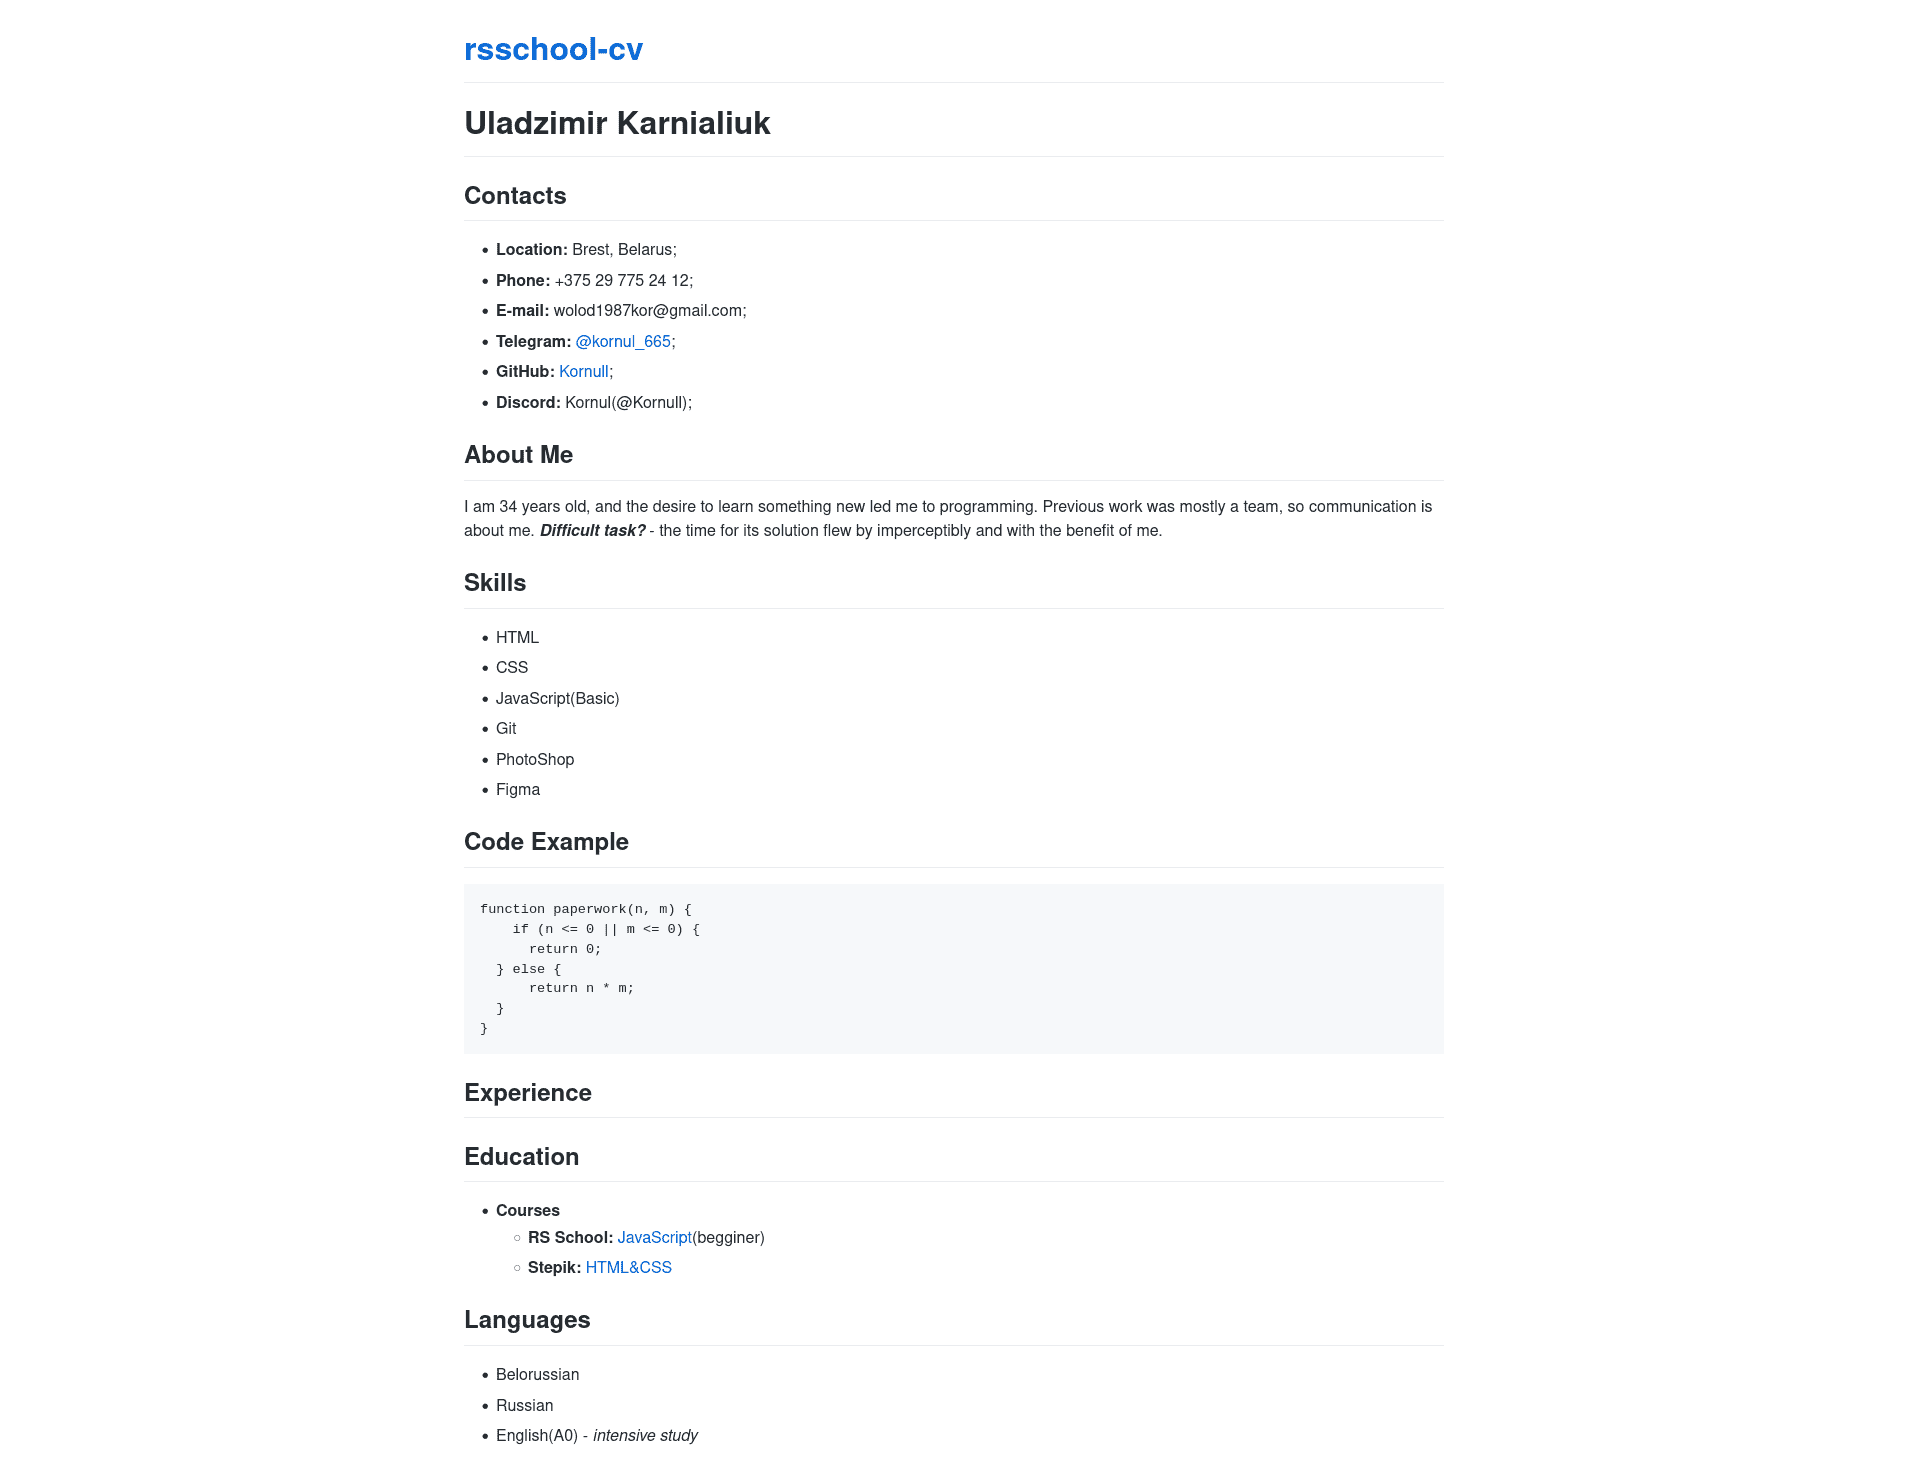 rsschool-cv
Uladzimir Karnialiuk
Contacts
Location: Brest, Belarus;
Phone: +375 29 775 24 12;
E-mail: wolod1987kor@gmail.com;
Telegram: @kornul_665;
GitHub: Kornull;
Discord: Kornul(@Kornull);
About Me
I am 34 years old, and the desire to learn something new led me to programming. Previous work was mostly a team, so communication is
about me. Difficult task? - the time for its solution flew by imperceptibly and with the benefit of me.
Skills
HTML
CSS
JavaScript(Basic)
Git
PhotoShop
Figma
Code Example
function paperwork(n, m) {
    if (n <= 0 || m <= 0) {
      return 0;
  } else {
      return n * m;
  }
}
Experience
Education
Courses
RS School: JavaScript(begginer)
Stepik: HTML&CSS
Languages
Belorussian
Russian
English(A0) - intensive study